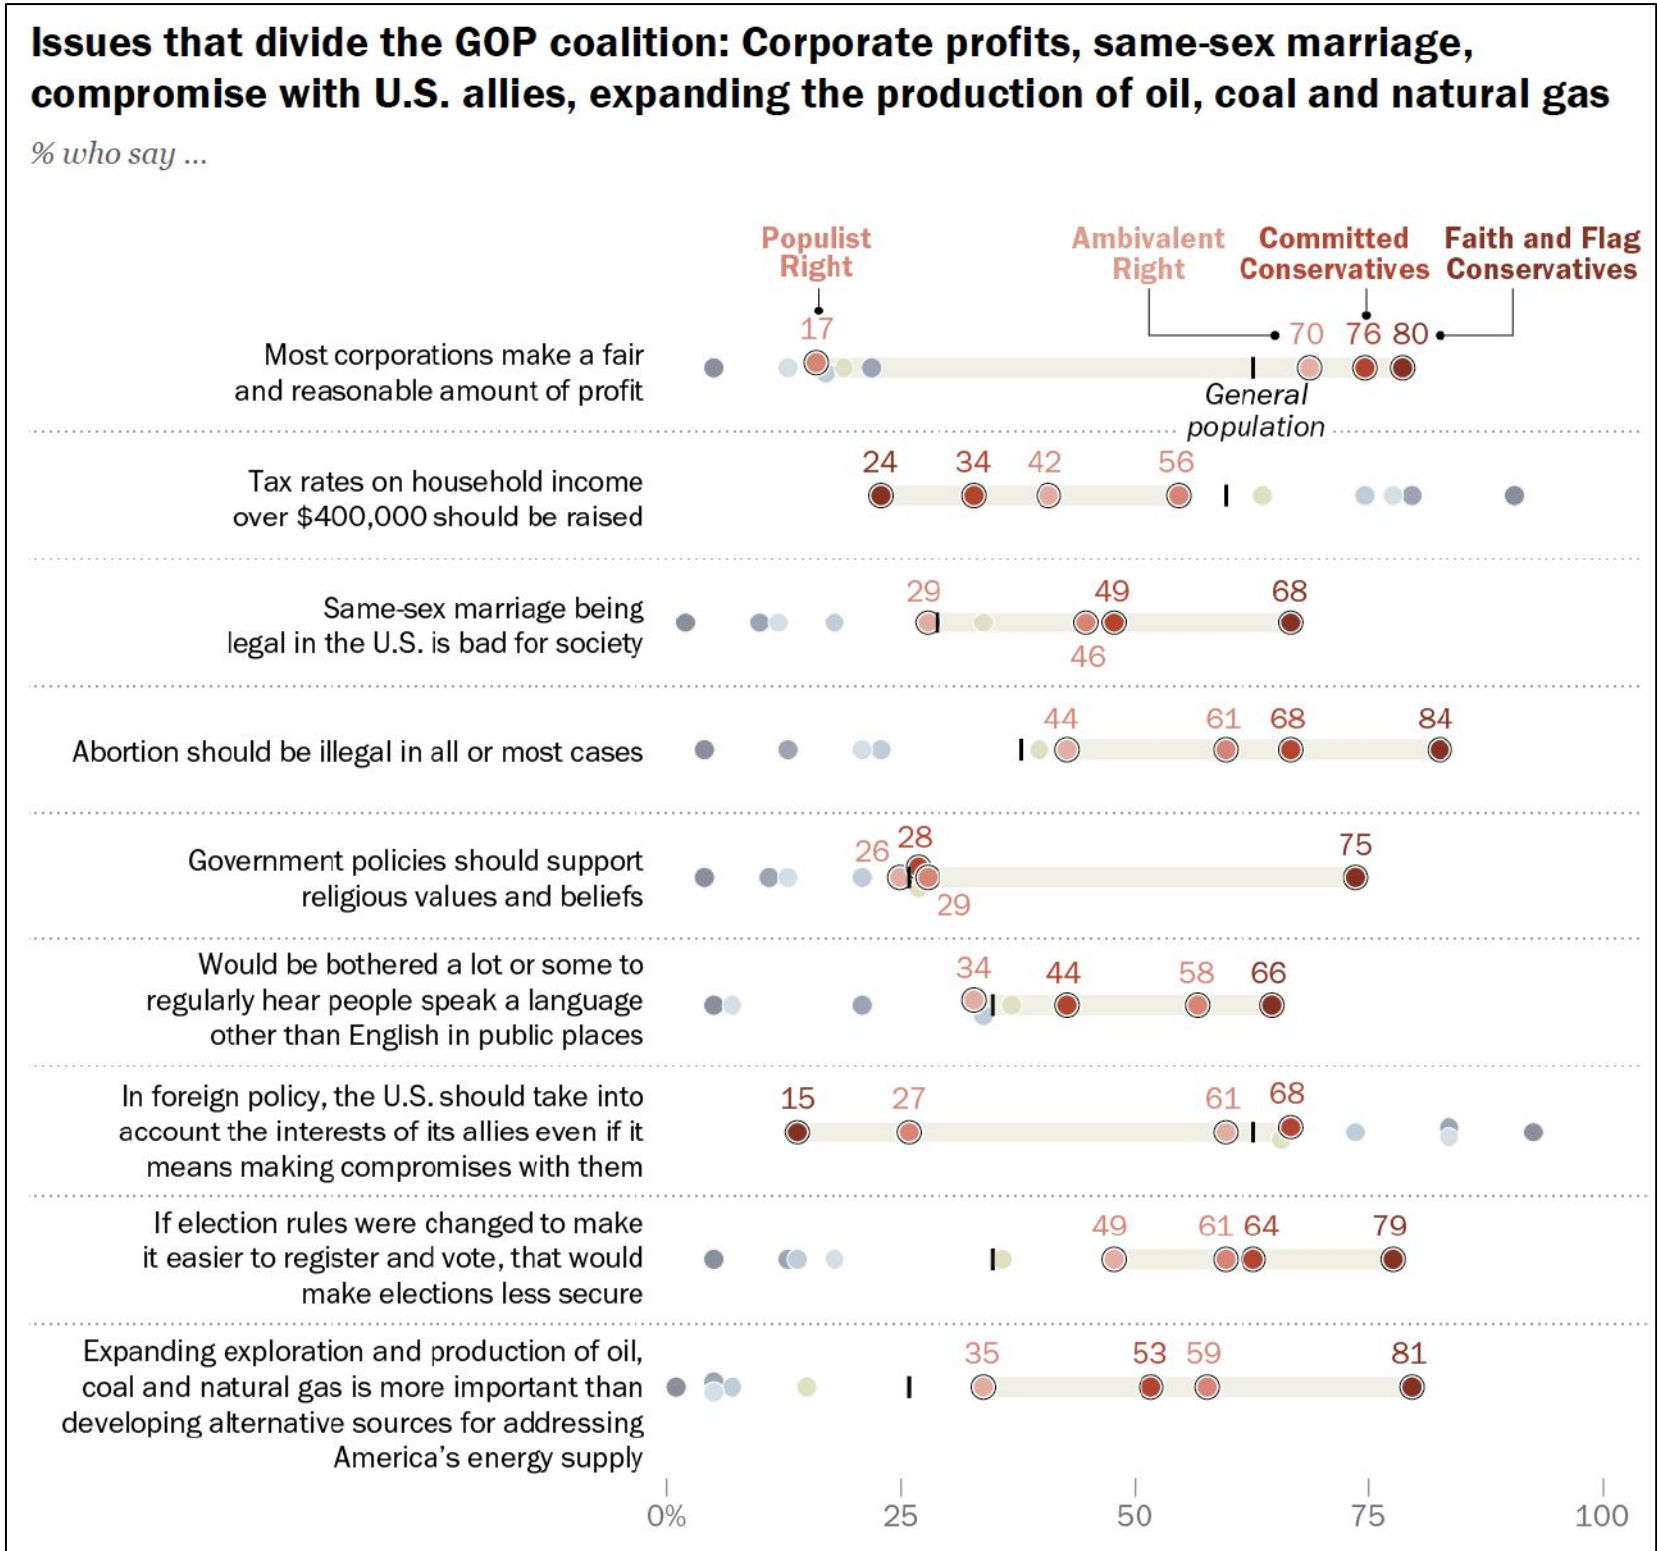 Issues that divide the GOP coalition: Corporate profits, same-sex marriage,
compromise with U.S. allies, expanding the production of oil, coal and natural gas
% who say ...
Populist
Right
Ambivalent
Right
Committed
Conservatives
Faith and Flag
Conservatives
Most corporations make a fair
and reasonable amount of profit
17
70
76
80
General
population
Tax rates on household income
over $400,000 should be raised
24
34
42
56
Same-sex marriage being
legal in the U.S. is bad for society
29
46
49
68
Abortion should be illegal in all or most cases
44
61
68
84
Government policies should support
religious values and beliefs
26
28
29
75
Would be bothered a lot or some to
regularly hear people speak a language
other than English in public places
34
44
58
66
In foreign policy, the U.S. should take into
account the interests of its allies even if it
means making compromises with them
15
27
61
68
If election rules were changed to make
it easier to register and vote, that would
make elections less secure
49
61
64
79
Expanding exploration and production of oil,
coal and natural gas is more important than
developing alternative sources for addressing
America's energy supply
35
53
59
81
0%
25
50
75
100